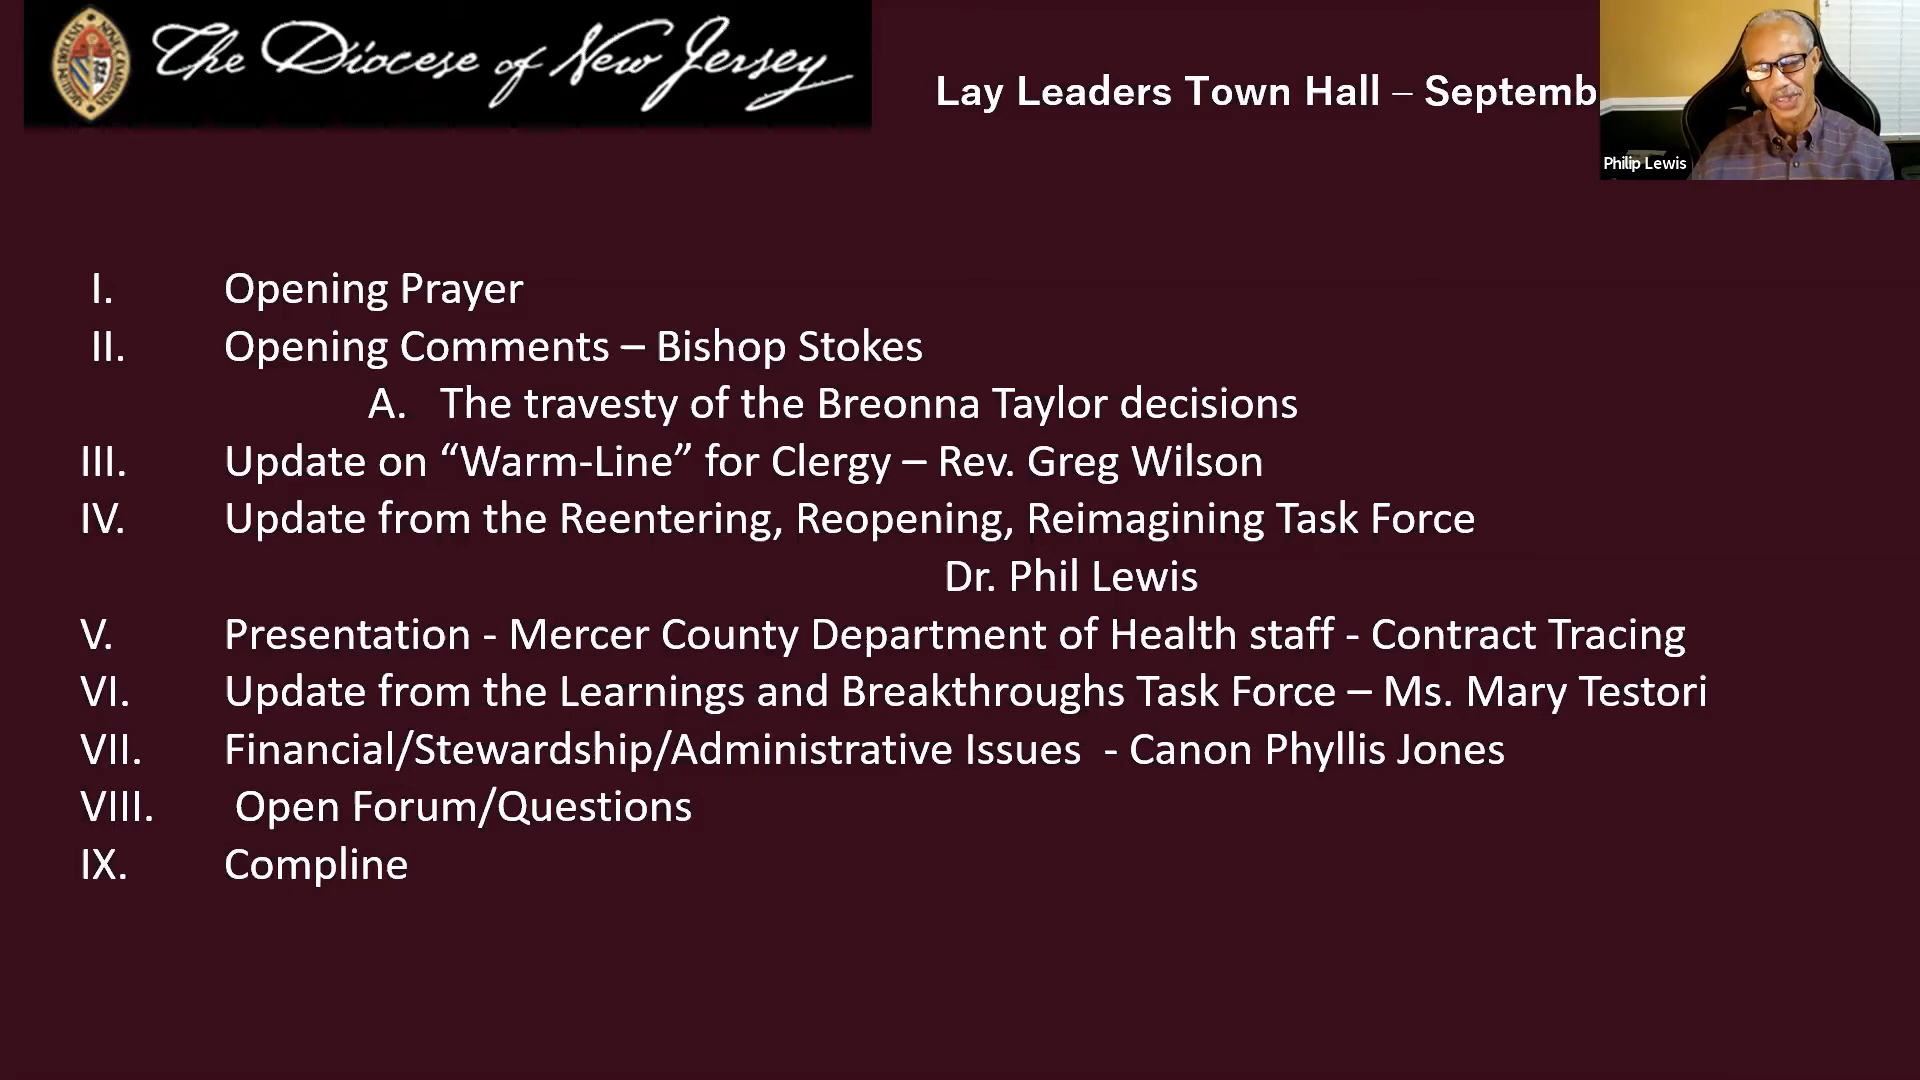 The Diocese of New Jersey
Lay Leaders Town Hall – Septemb
Philip Lewis
I. Opening Prayer
II. Opening Comments – Bishop Stokes
A. The travesty of the Breonna Taylor decisions
III. Update on “Warm-Line” for Clergy – Rev. Greg Wilson
IV. Update from the Reentering, Reopening, Reimagining Task Force
Dr. Phil Lewis
V. Presentation - Mercer County Department of Health staff - Contract Tracing
VI. Update from the Learnings and Breakthroughs Task Force – Ms. Mary Testori
VII. Financial/Stewardship/Administrative Issues - Canon Phyllis Jones
VIII. Open Forum/Questions
IX. Compline